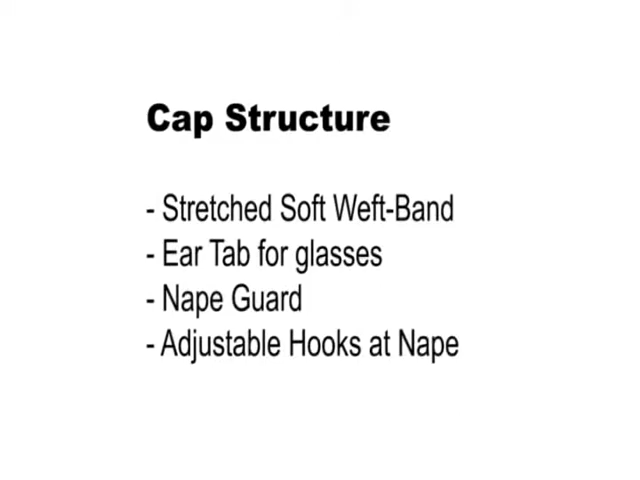 Cap Structure
- Stretched Soft Weft-Band
- Ear Tab for glasses
- Nape Guard
- Adjustable Hooks at Nape